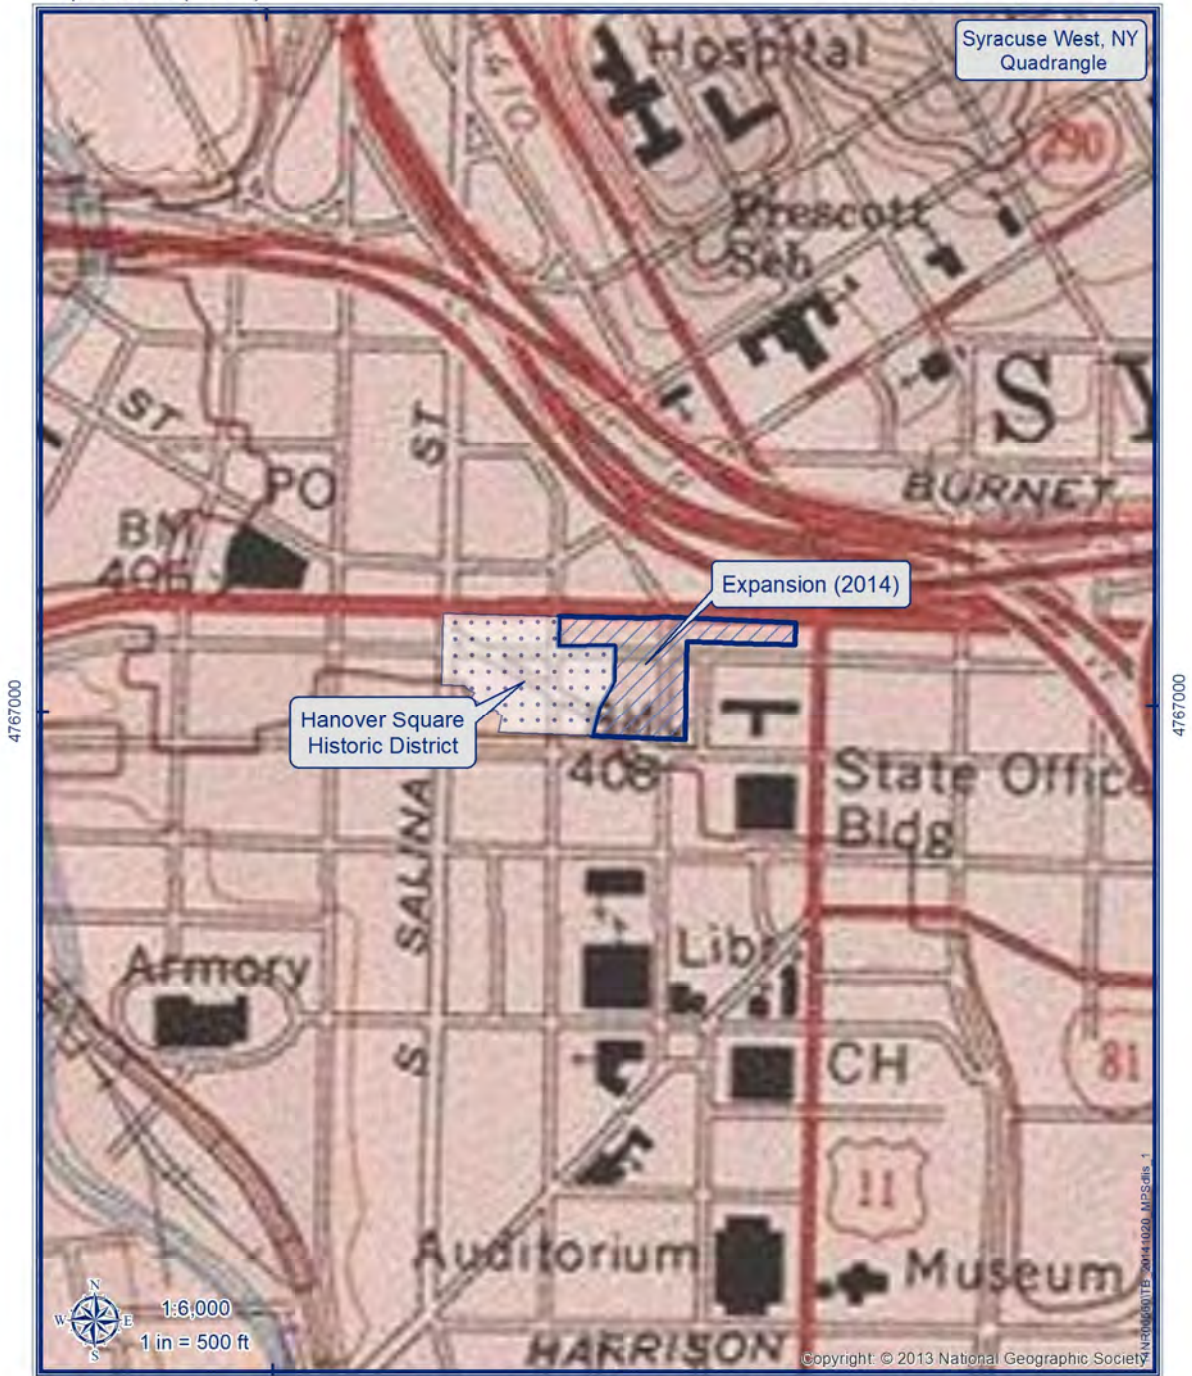 Syracuse West, NY
Quadrangle
Hospital
290
Prescott
Sch
S Y
ST
ST
PO
BURNET
BM
Expansion (2014)
4767000
4767000
Hanover Square
Historic District
408
State Office
Bldg
SALINA
Libr
Armory
S
CH
81
11
Auditorium
Museum
HARRISON
N
W E
S
1:6,000
1 in = 500 ft
Copyright: © 2013 National Geographic Society